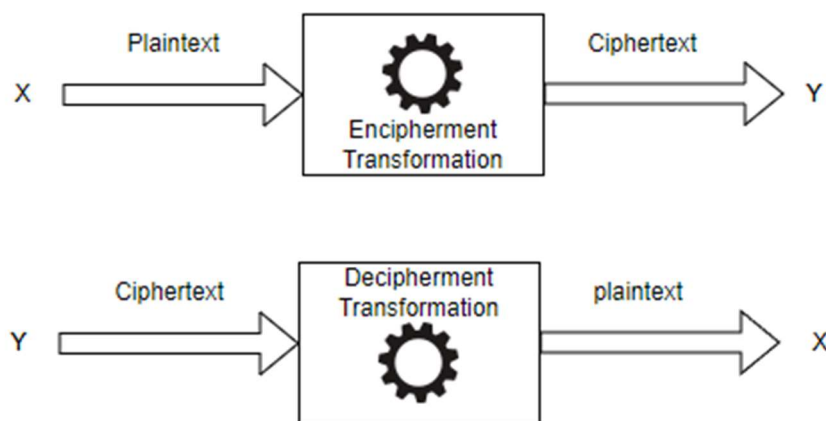 Plaintext
Ciphertext
X
Y
Encipherment
Transformation
Decipherment
Transformation
Ciphertext
plaintext
Y
X